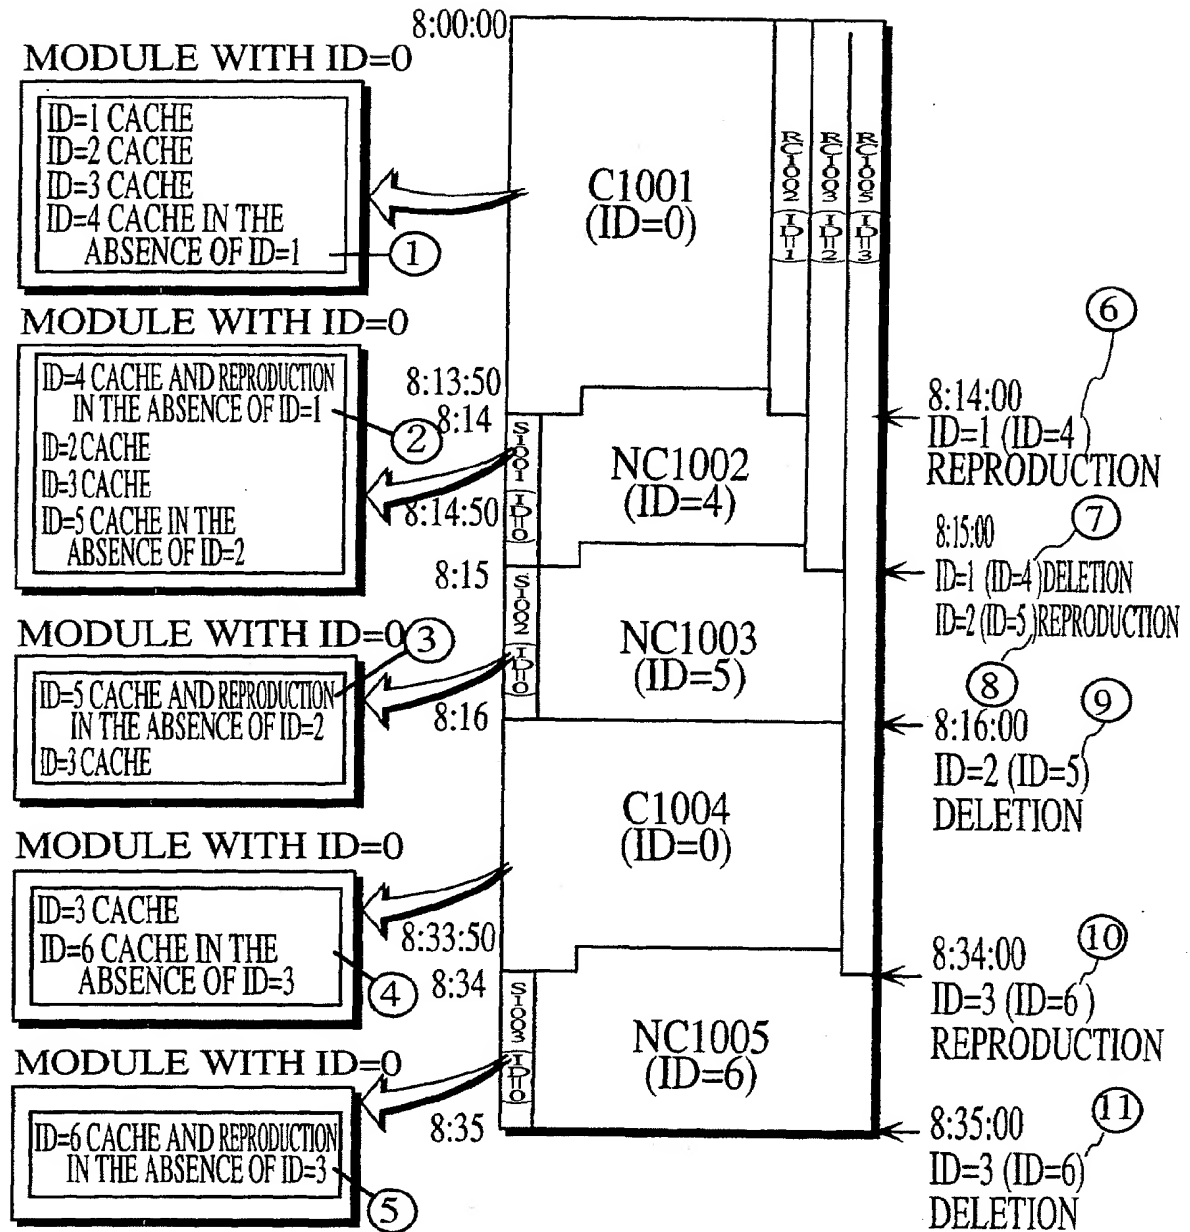 8:00:00
MODULE WITH ID=0
ID=1 CACHE
ID=2 CACHE
ID=3 CACHE
ID=4 CACHE IN THE
ABSENCE OF ID=1
①
MODULE WITH ID=0
ID=4 CACHE AND REPRODUCTION
IN THE ABSENCE OF ID=1
②
ID=2 CACHE
ID=3 CACHE
ID=5 CACHE IN THE
ABSENCE OF ID=2
MODULE WITH ID=0
③
ID=5 CACHE AND REPRODUCTION
IN THE ABSENCE OF ID=2
ID=3 CACHE
MODULE WITH ID=0
ID=3 CACHE
ID=6 CACHE IN THE
ABSENCE OF ID=3
④
MODULE WITH ID=0
ID=6 CACHE AND REPRODUCTION
IN THE ABSENCE OF ID=3
⑤
8:13:50
8:14
8:14:50
8:15
8:16
8:33:50
8:34
8:35
C1001
(ID=0)
RC1002 (ID=1)
RC1003 (ID=2)
RC1005 (ID=3)
S1001 (ID=0)
NC1002
(ID=4)
S1002 (ID=0)
NC1003
(ID=5)
C1004
(ID=0)
S1003 (ID=0)
NC1005
(ID=6)
⑥
8:14:00
ID=1 (ID=4)
REPRODUCTION
⑦
8:15:00
ID=1 (ID=4) DELETION
ID=2 (ID=5) REPRODUCTION
⑧
⑨
8:16:00
ID=2 (ID=5)
DELETION
⑩
8:34:00
ID=3 (ID=6)
REPRODUCTION
⑪
8:35:00
ID=3 (ID=6)
DELETION